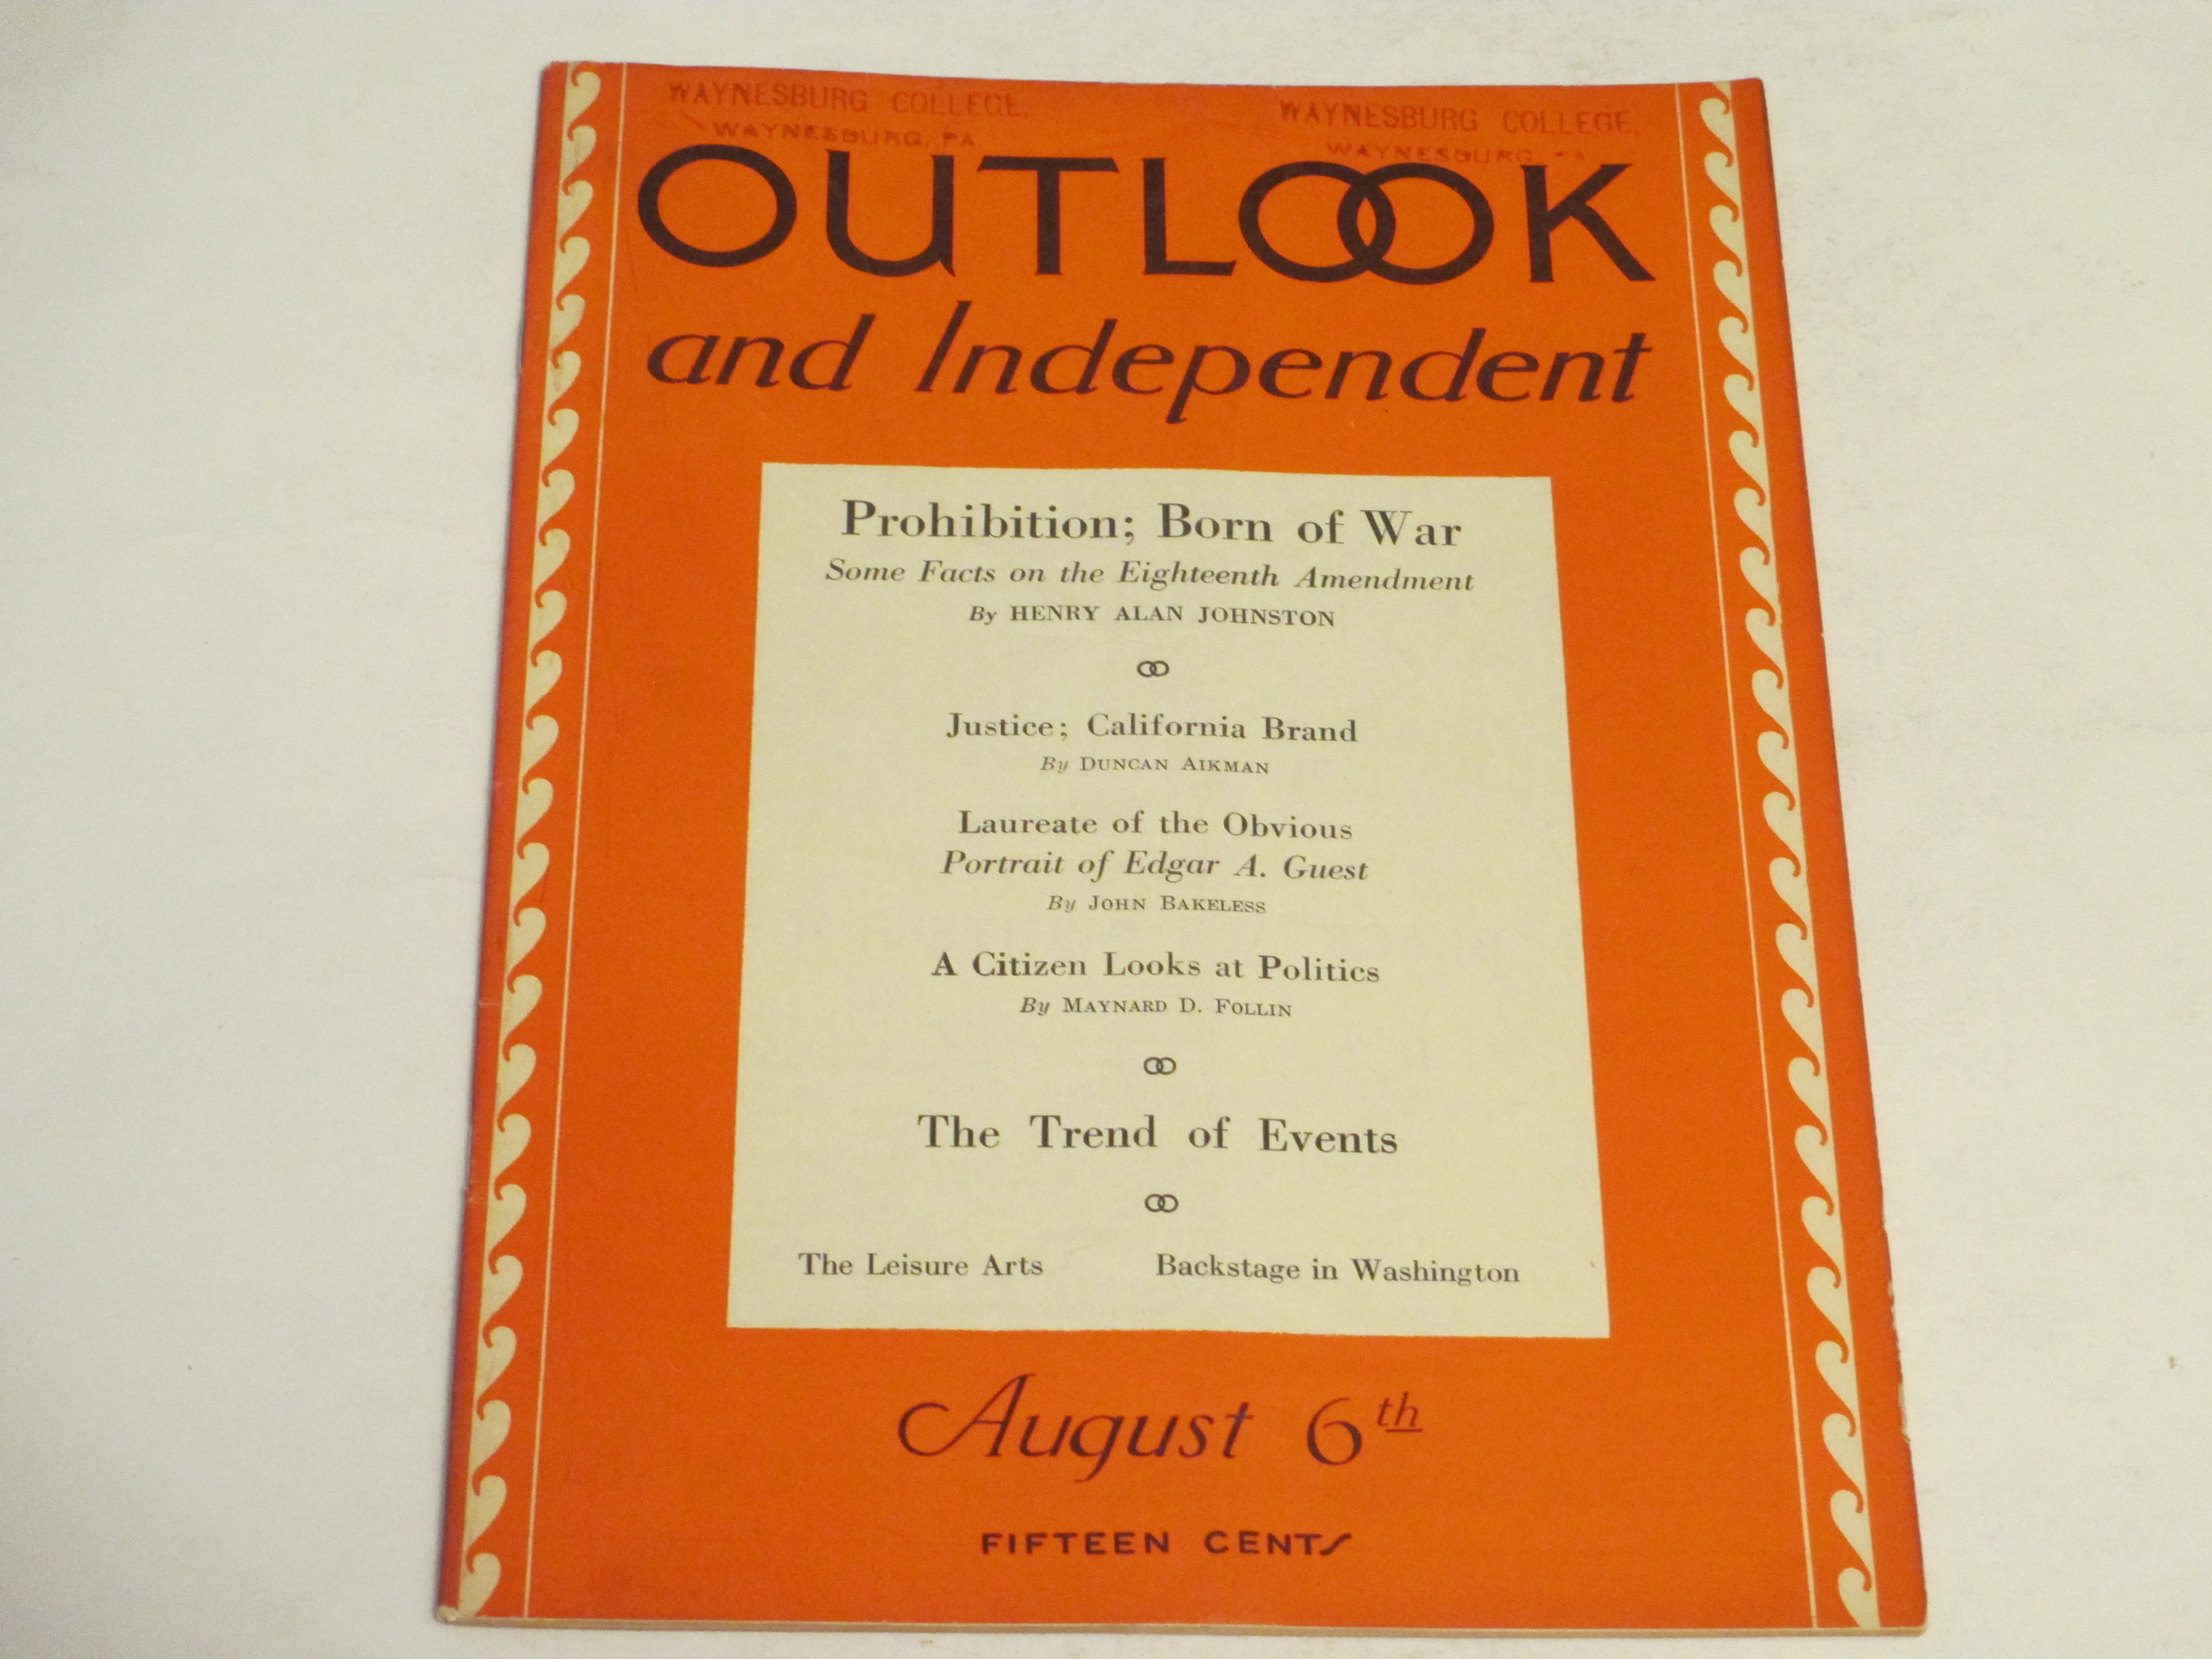 WAYNESBURG COLLEGE,
WAYNESBURG, PA
WAYNESBURG COLLEGE,
WAYNESBURG, PA
OUTLOOK
and Independent
Prohibition; Born of War
Some Facts on the Eighteenth Amendment
By HENRY ALAN JOHNSTON
Justice; California Brand
By DUNCAN AIKMAN
Laureate of the Obvious
Portrait of Edgar A. Guest
By JOHN BAKELESS
A Citizen Looks at Politics
By MAYNARD D. FOLLIN
The Trend of Events
The Leisure Arts Backstage in Washington
August 6th
FIFTEEN CENTS